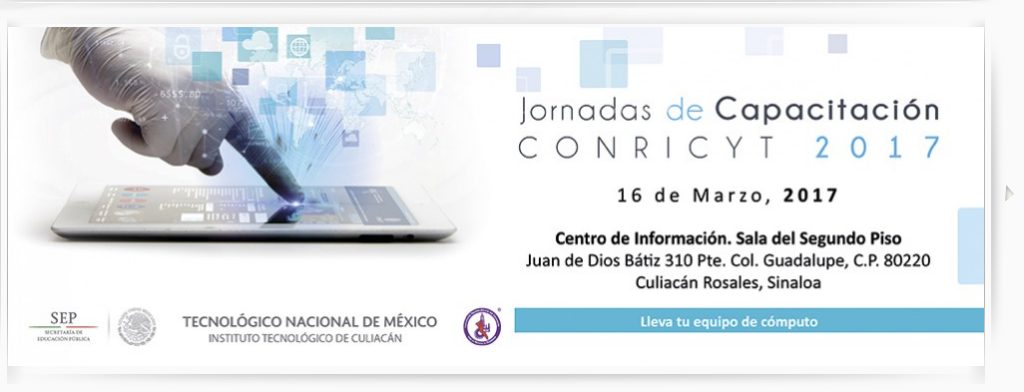 Jornadas de Capacitación
CONRICYT 2017
16 de Marzo, 2017
Centro de Información. Sala del Segundo Piso
Juan de Dios Bátiz 310 Pte. Col. Guadalupe, C.P. 80220
Culiacán Rosales, Sinaloa
Lleva tu equipo de cómputo
SEP
SECRETARÍA DE
EDUCACIÓN PÚBLICA
TECNOLÓGICO NACIONAL DE MÉXICO
INSTITUTO TECNOLÓGICO DE CULIACÁN